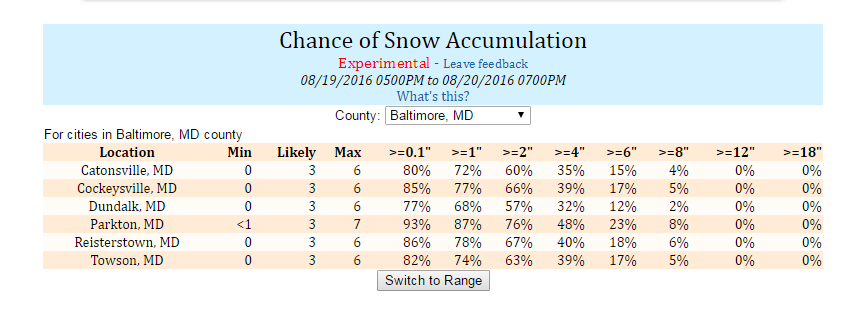 Chance of Snow Accumulation
Experimental - Leave feedback
08/19/2016 0500PM to 08/20/2016 0700PM
What's this?
County: Baltimore, MD
For cities in Baltimore, MD county
Location Min Likely Max >=0.1" >=1" >=2" >=4" >=6" >=8" >=12" >=18"
Catonsville, MD 0 3 6 80% 72% 60% 35% 15% 4% 0% 0%
Cockeysville, MD 0 3 6 85% 77% 66% 39% 17% 5% 0% 0%
Dundalk, MD 0 3 6 77% 68% 57% 32% 12% 2% 0% 0%
Parkton, MD <1 3 7 93% 87% 76% 48% 23% 8% 0% 0%
Reisterstown, MD 0 3 6 86% 78% 67% 40% 18% 6% 0% 0%
Towson, MD 0 3 6 82% 74% 63% 39% 17% 5% 0% 0%
Switch to Range